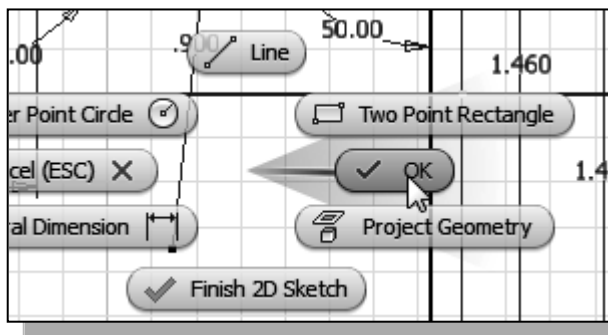 50.00
.00
.900
Line
1.460
er Point Circle
Two Point Rectangle
cel (ESC)
OK
1.4
ral Dimension
Project Geometry
Finish 2D Sketch